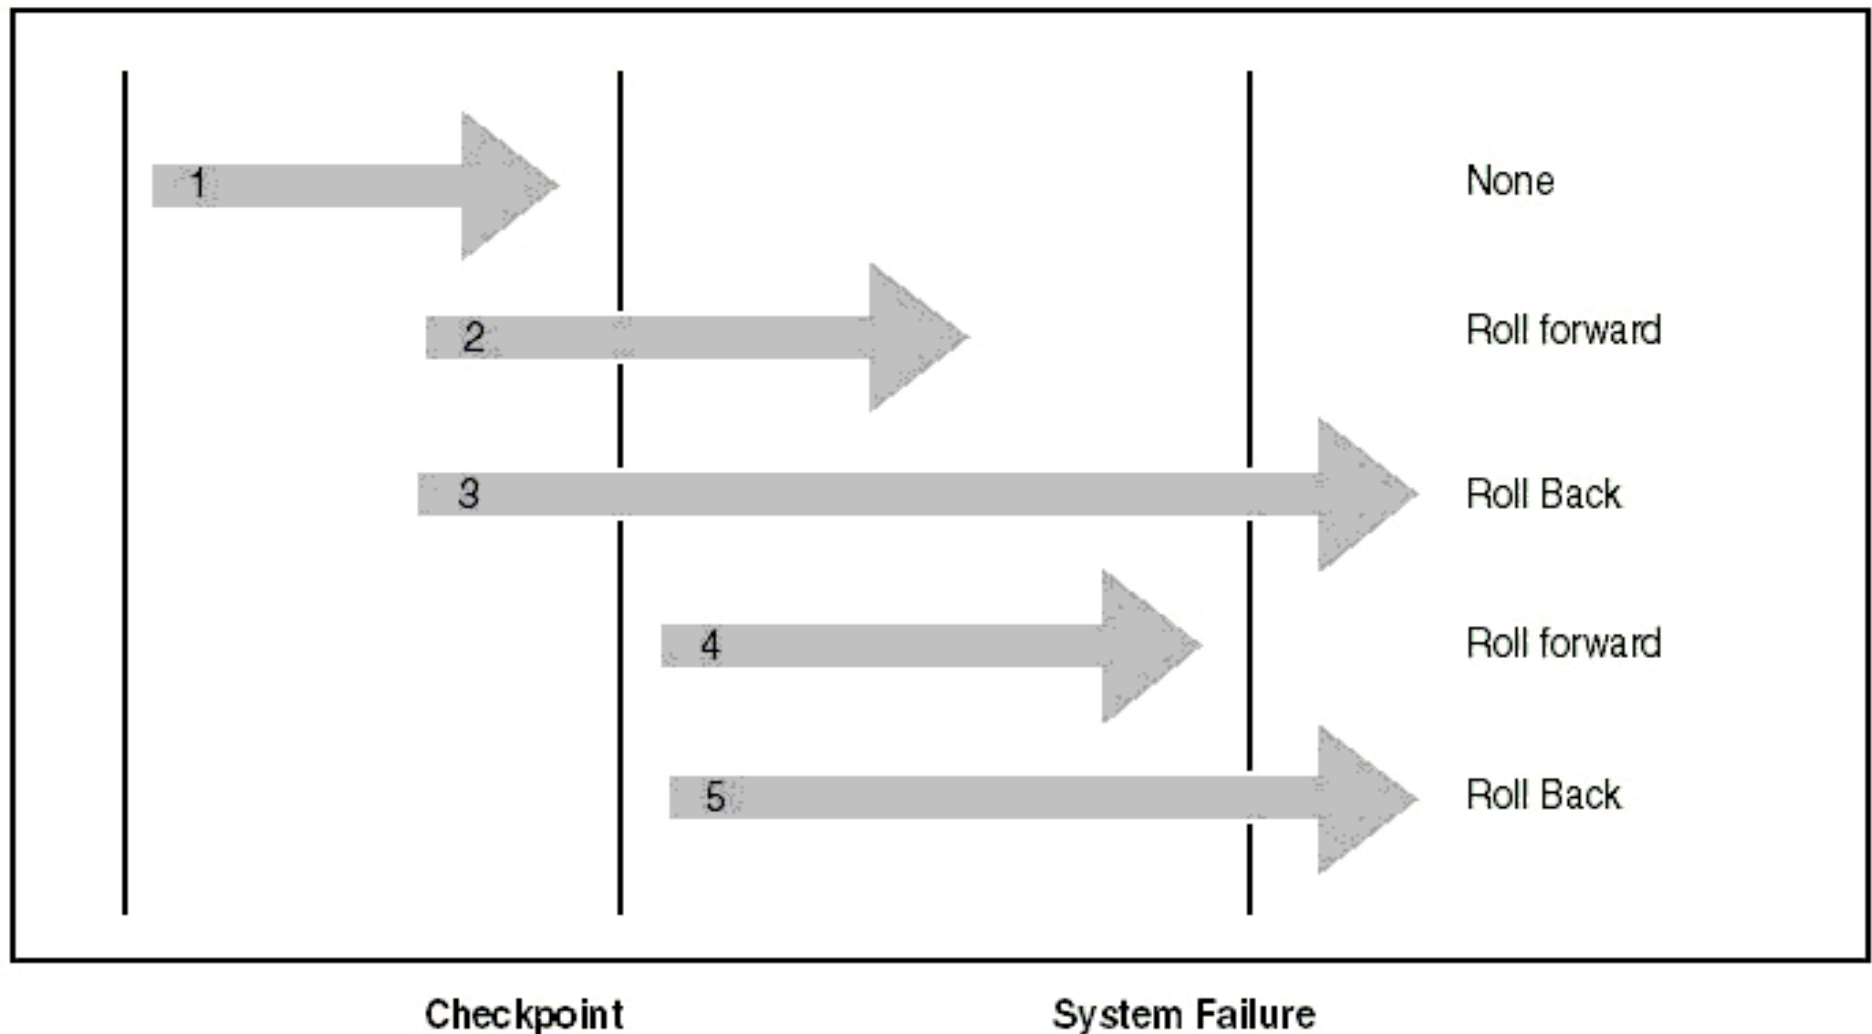 1
None
2
Roll forward
3
Roll Back
4
Roll forward
5
Roll Back
Checkpoint
System Failure